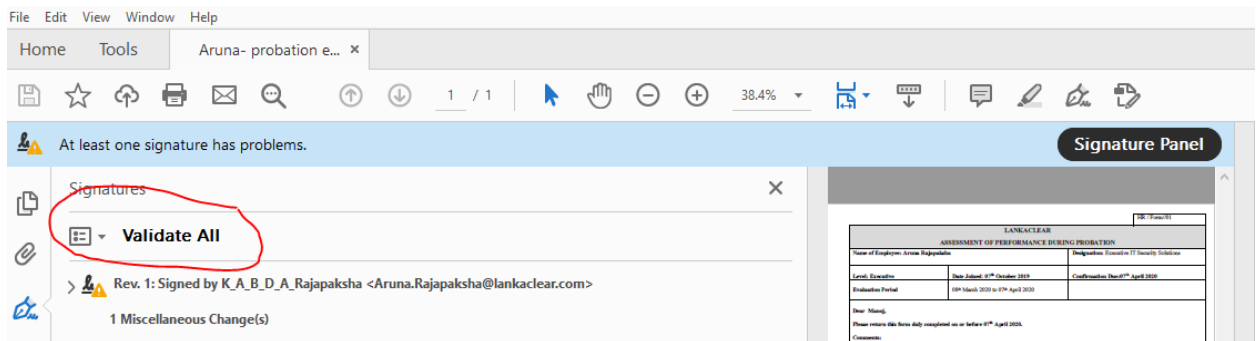 File Edit View Window Help
Home Tools Aruna- probation e... ×
1 / 1 38.4%
At least one signature has problems. Signature Panel
Signatures
Validate All
Rev. 1: Signed by K_A_B_D_A_Rajapaksha <Aruna.Rajapaksha@lankaclear.com>
1 Miscellaneous Change(s)
HR / Form//01
LANKACLEAR
ASSESSMENT OF PERFORMANCE DURING PROBATION
Name of Employee: Aruna Rajapaksha Designation: Executive IT Security Solutions
Level: Executive Date Joined: 07th October 2019 Confirmation Due:07th April 2020
Evaluation Period 08th March 2020 to 07th April 2020
Dear Manoj,
Please return this form duly completed on or before 07th April 2020.
Comments: